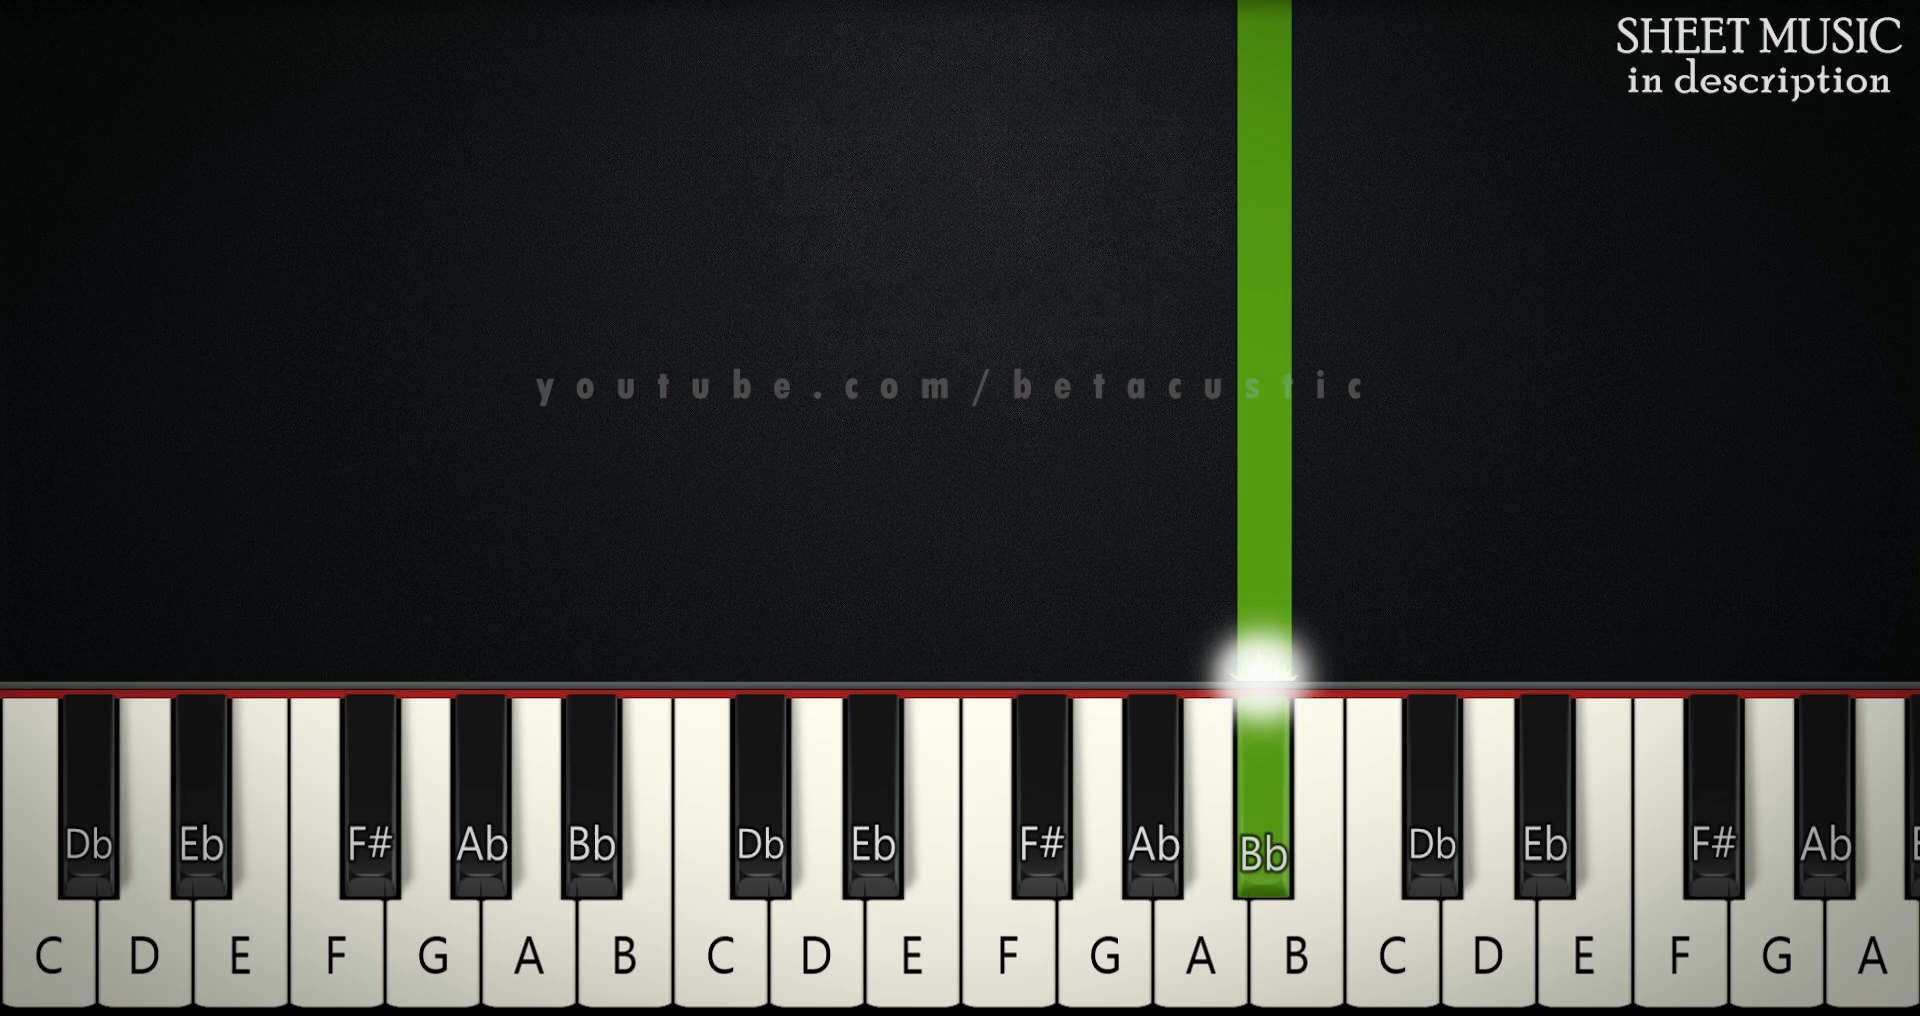 SHEET MUSIC
in description
youtube.com/betacustic
Db Eb F# Ab Bb Db Eb F# Ab Bb Db Eb F# Ab
C D E F G A B C D E F G A B C D E F G A